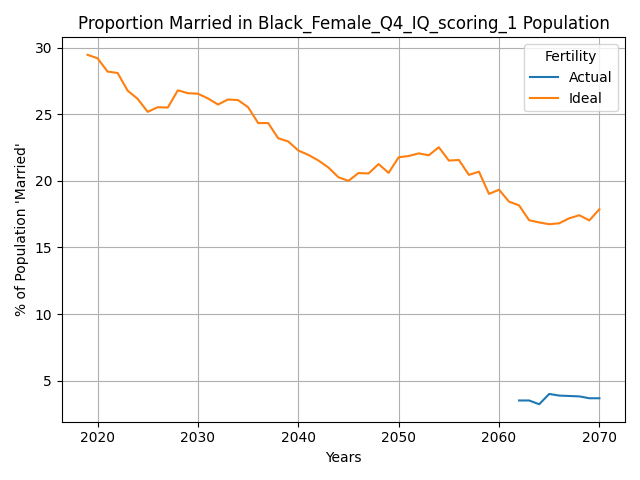 Proportion Married in Black_Female_Q4_IQ_scoring_1 Population
30
25
20
15
10
5
% of Population 'Married'
Fertility
Actual
Ideal
2020 2030 2040 2050 2060 2070
Years